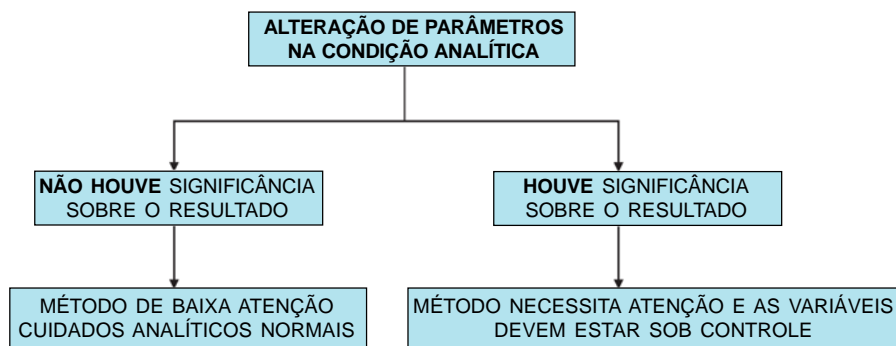 ALTERAÇÃO DE PARÂMETROS
NA CONDIÇÃO ANALÍTICA
NÃO HOUVE SIGNIFICÂNCIA
SOBRE O RESULTADO
HOUVE SIGNIFICÂNCIA
SOBRE O RESULTADO
MÉTODO DE BAIXA ATENÇÃO
CUIDADOS ANALÍTICOS NORMAIS
MÉTODO NECESSITA ATENÇÃO E AS VARIÁVEIS
DEVEM ESTAR SOB CONTROLE